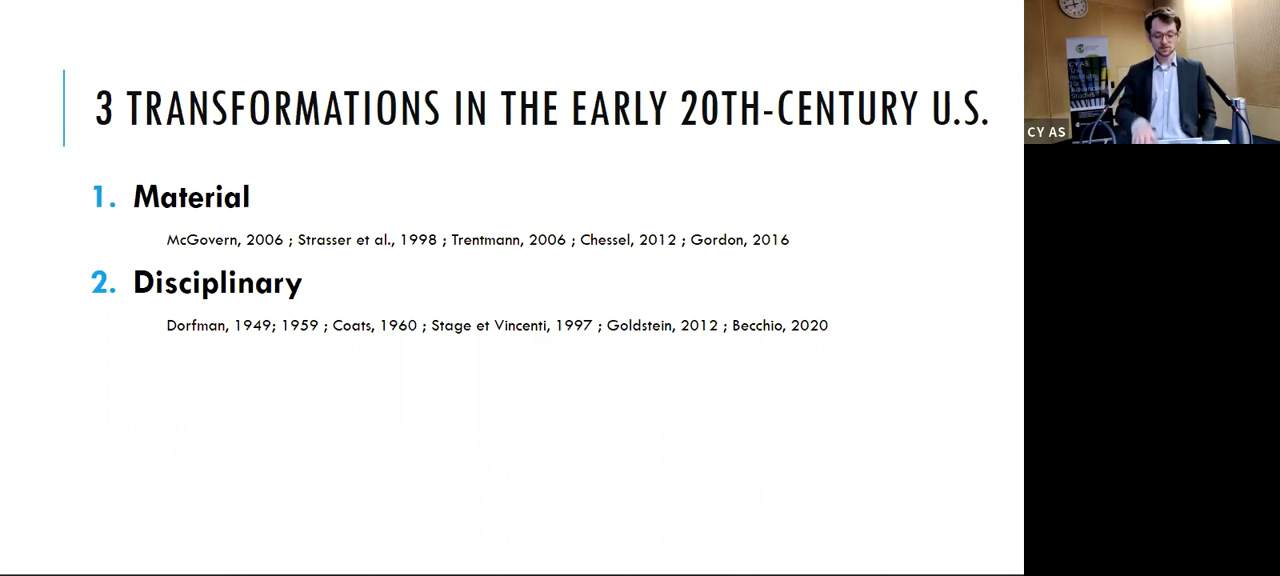 3 TRANSFORMATIONS IN THE EARLY 20TH-CENTURY U.S.
1. Material
McGovern, 2006 ; Strasser et al., 1998 ; Trentmann, 2006 ; Chessel, 2012 ; Gordon, 2016
2. Disciplinary
Dorfman, 1949; 1959 ; Coats, 1960 ; Stage et Vincenti, 1997 ; Goldstein, 2012 ; Becchio, 2020
CY AS
CY AS